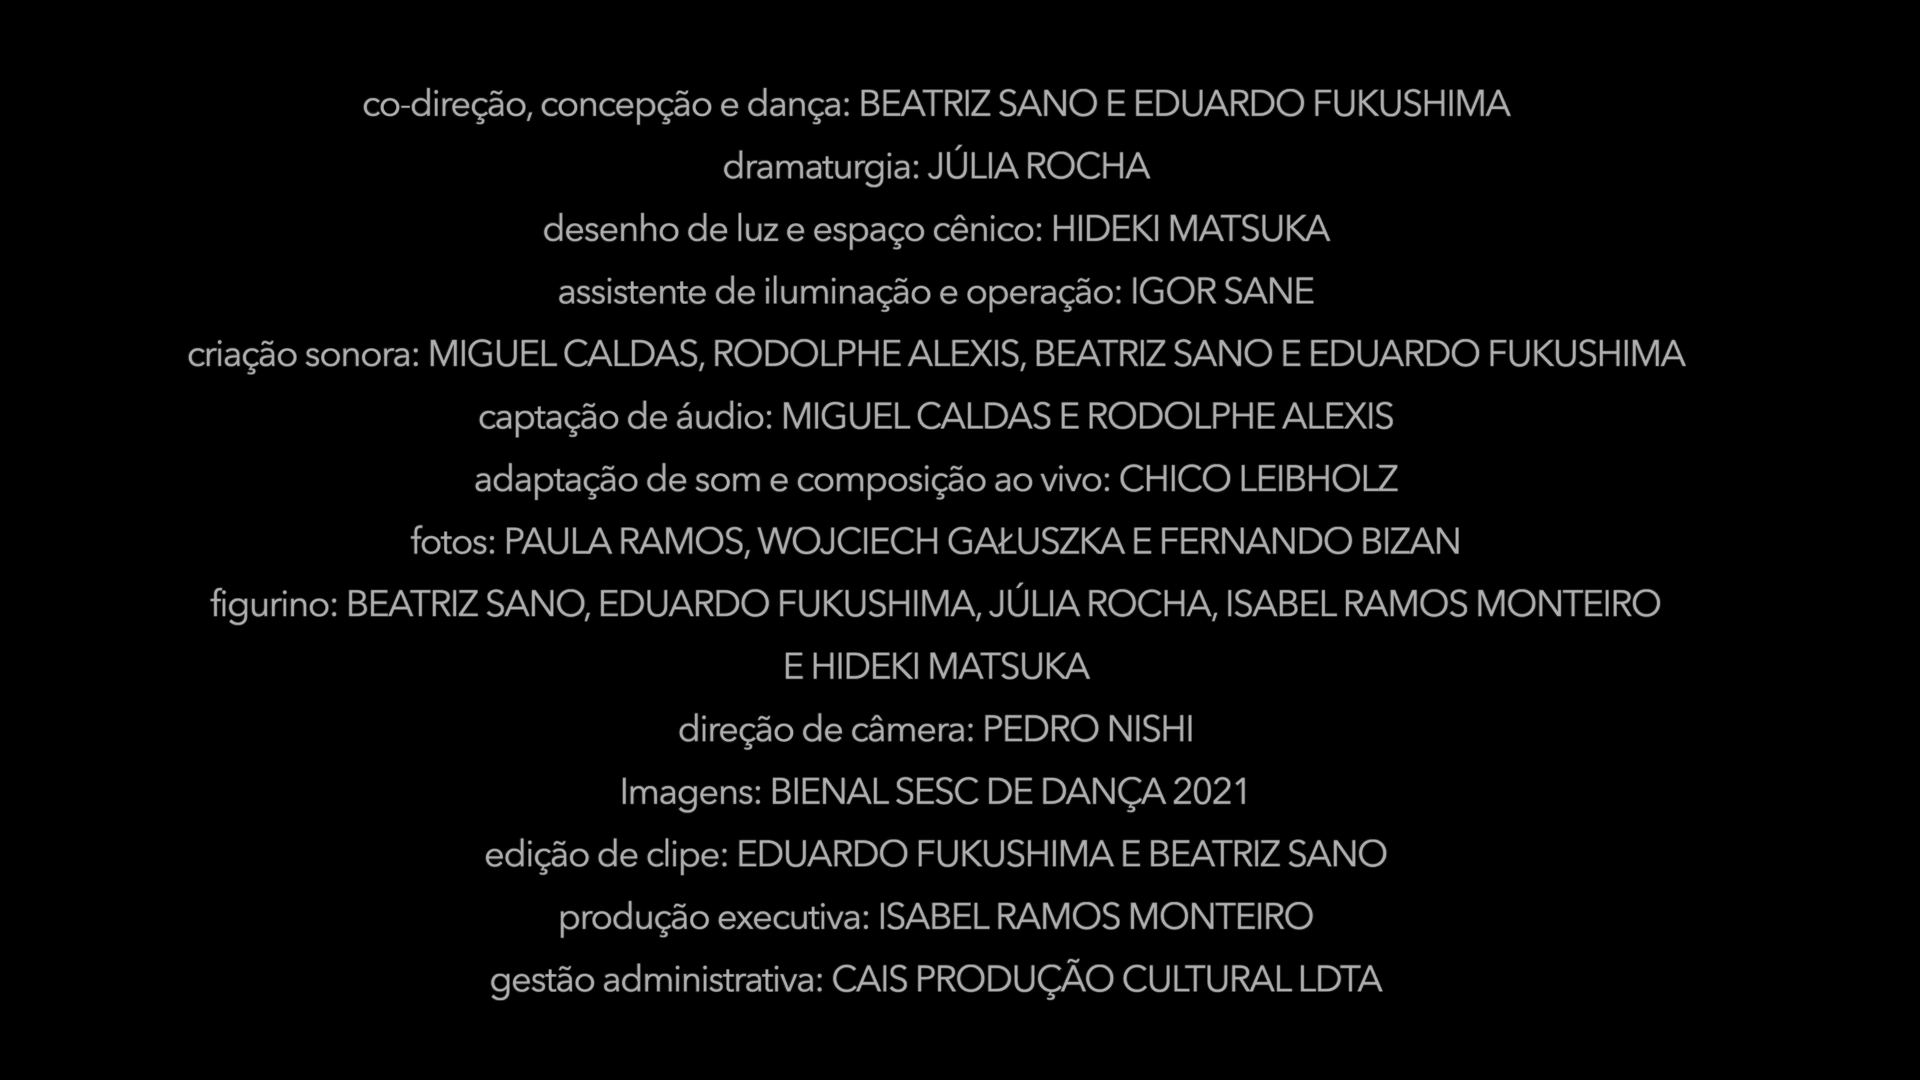 co-direção, concepção e dança: BEATRIZ SANO E EDUARDO FUKUSHIMA
dramaturgia: JÚLIA ROCHA
desenho de luz e espaço cênico: HIDEKI MATSUKA
assistente de iluminação e operação: IGOR SANE
criação sonora: MIGUEL CALDAS, RODOLPHE ALEXIS, BEATRIZ SANO E EDUARDO FUKUSHIMA
captação de áudio: MIGUEL CALDAS E RODOLPHE ALEXIS
adaptação de som e composição ao vivo: CHICO LEIBHOLZ
fotos: PAULA RAMOS, WOJCIECH GAŁUSZKA E FERNANDO BIZAN
figurino: BEATRIZ SANO, EDUARDO FUKUSHIMA, JÚLIA ROCHA, ISABEL RAMOS MONTEIRO
E HIDEKI MATSUKA
direção de câmera: PEDRO NISHI
Imagens: BIENAL SESC DE DANÇA 2021
edição de clipe: EDUARDO FUKUSHIMA E BEATRIZ SANO
produção executiva: ISABEL RAMOS MONTEIRO
gestão administrativa: CAIS PRODUÇÃO CULTURAL LDTA